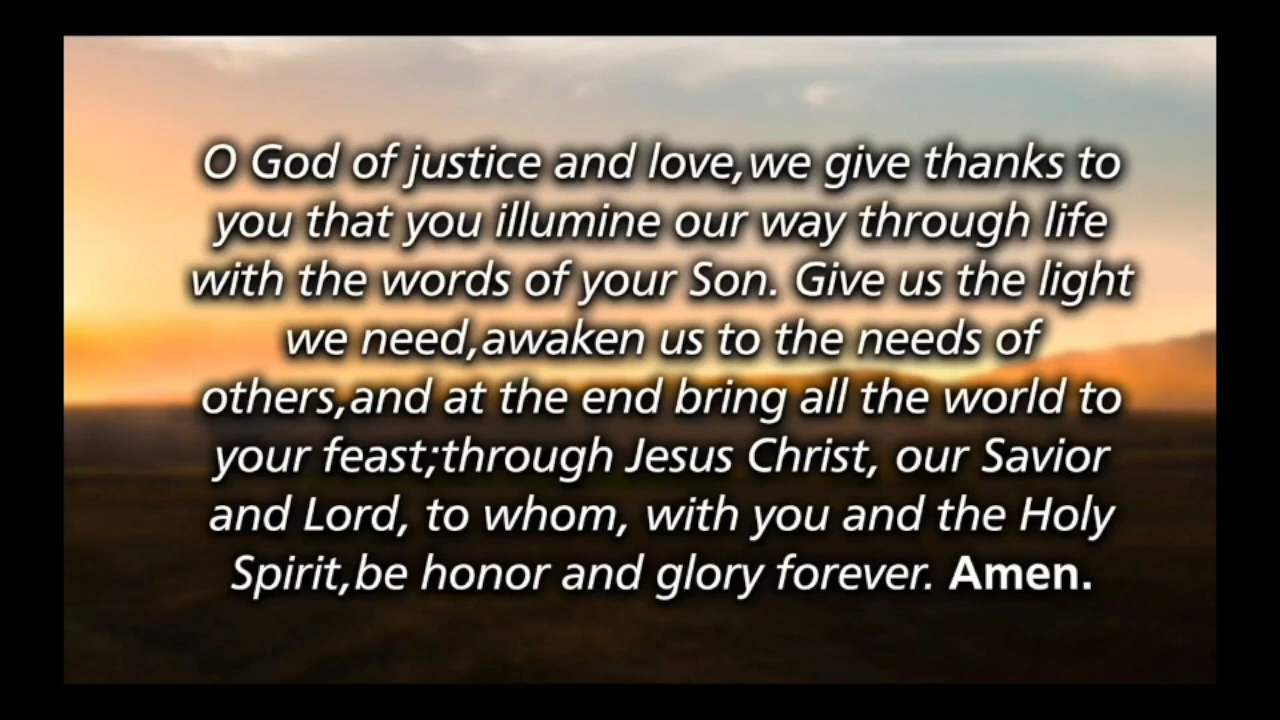 O God of justice and love,we give thanks to
you that you illumine our way through life
with the words of your Son. Give us the light
we need,awaken us to the needs of
others,and at the end bring all the world to
your feast;through Jesus Christ, our Savior
and Lord, to whom, with you and the Holy
Spirit,be honor and glory forever. Amen.